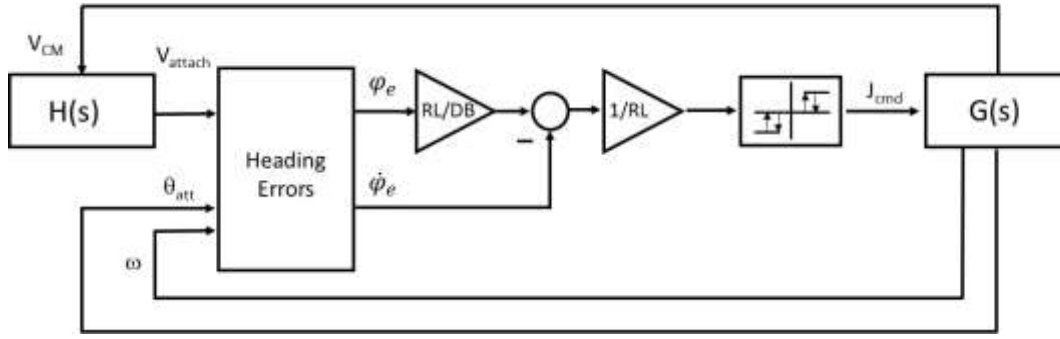 V_CM
V_attach
H(s)
Heading
Errors
θ_att
ω
φ_e
φ̇_e
RL/DB
−
1/RL
J_cmd
G(s)